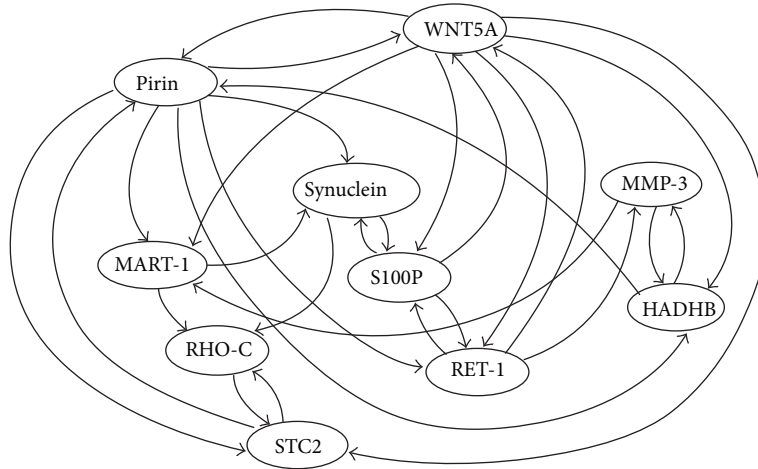 WNT5A
Pirin
Synuclein
MMP-3
MART-1
S100P
HADHB
RHO-C
RET-1
STC2